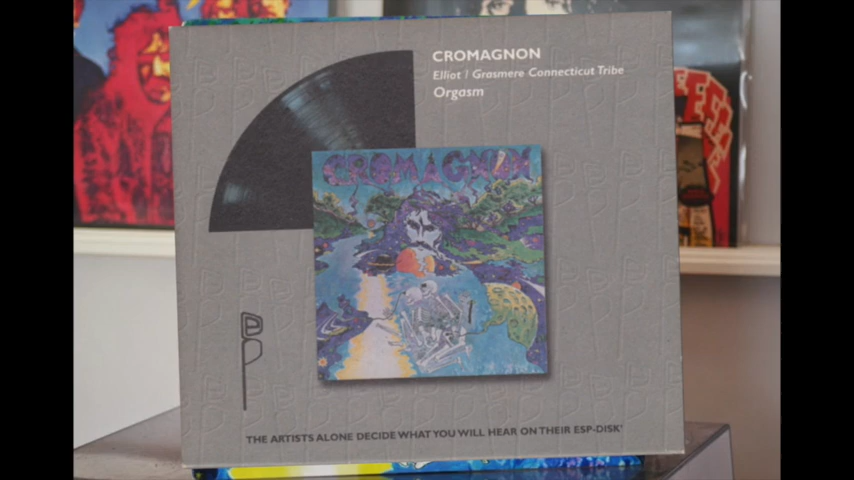 CROMAGNON
Elliot | Grasmere Connecticut Tribe
Orgasm
CROMAGNON
THE ARTISTS ALONE DECIDE WHAT YOU WILL HEAR ON THEIR ESP-DISK'